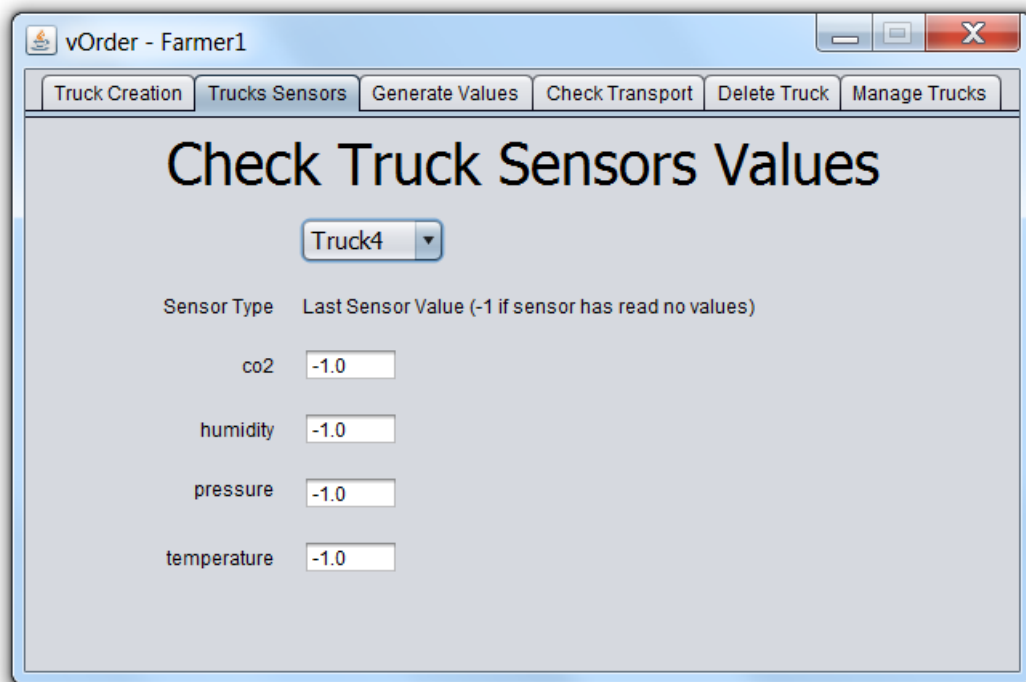 vOrder - Farmer1
Truck Creation Trucks Sensors Generate Values Check Transport Delete Truck Manage Trucks
Check Truck Sensors Values
Truck4
Sensor Type Last Sensor Value (-1 if sensor has read no values)
co2 -1.0
humidity -1.0
pressure -1.0
temperature -1.0